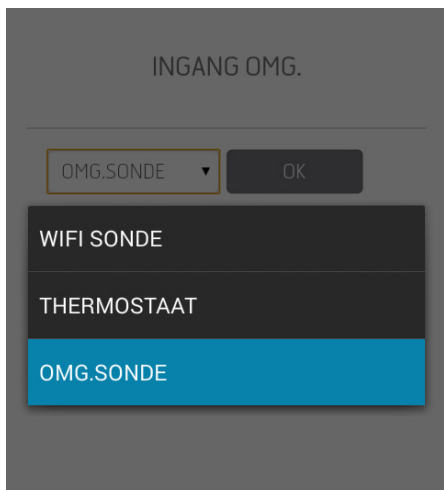 INGANG OMG.
OMG.SONDE OK
WIFI SONDE
THERMOSTAAT
OMG.SONDE